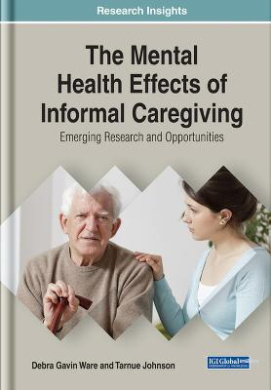 Research Insights
The Mental
Health Effects of
Informal Caregiving
Emerging Research and Opportunities
Debra Gavin Ware and Tarnue Johnson
IGI Global